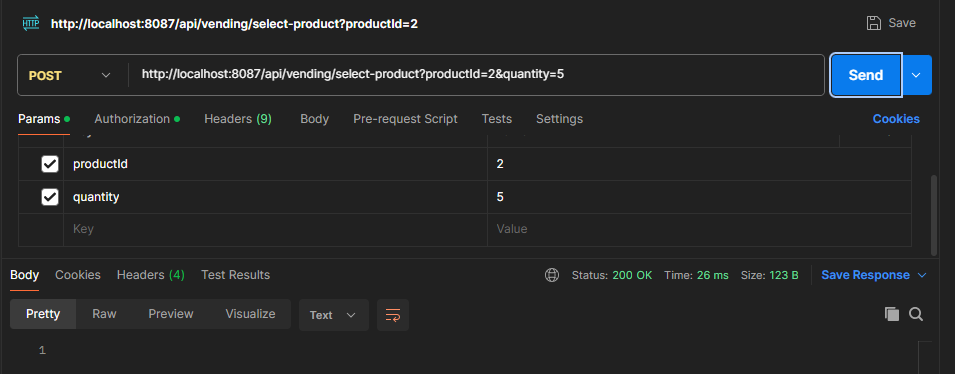 HTTP http://localhost:8087/api/vending/select-product?productId=2 Save
POST http://localhost:8087/api/vending/select-product?productId=2&quantity=5 Send
Params Authorization Headers (9) Body Pre-request Script Tests Settings Cookies
productId 2
quantity 5
Key Value
Body Cookies Headers (4) Test Results Status: 200 OK Time: 26 ms Size: 123 B Save Response
Pretty Raw Preview Visualize Text
1